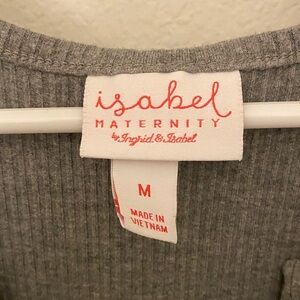 isabel
MATERNITY
by Ingrid & Isabel
M
MADE IN
VIETNAM